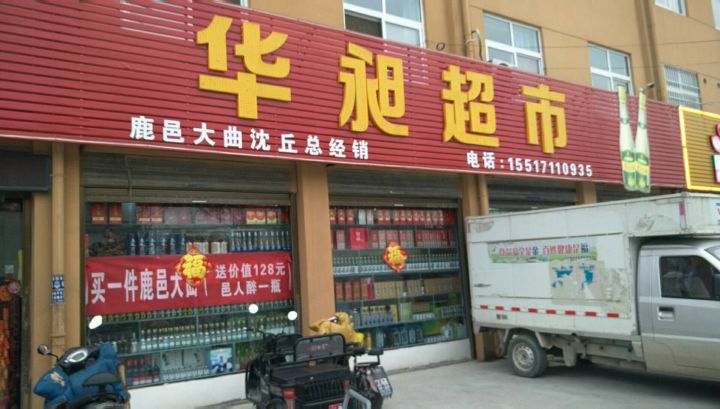 华昶超市
鹿邑大曲沈丘总经销
电话：15517110935
买一件鹿邑大曲
送价值128元
邑人醉一瓶
福
福